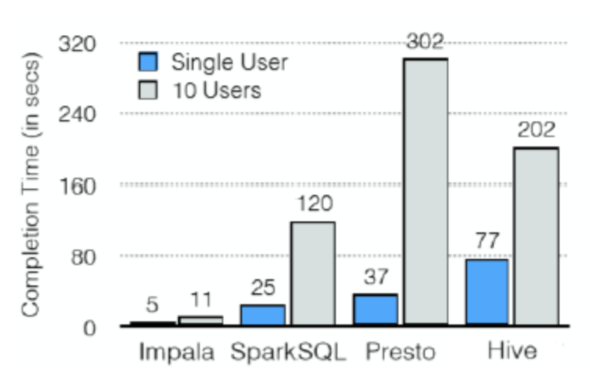 Completion Time (in secs)
320
240
160
80
0
Single User
10 Users
5
11
25
120
37
302
77
202
Impala
SparkSQL
Presto
Hive